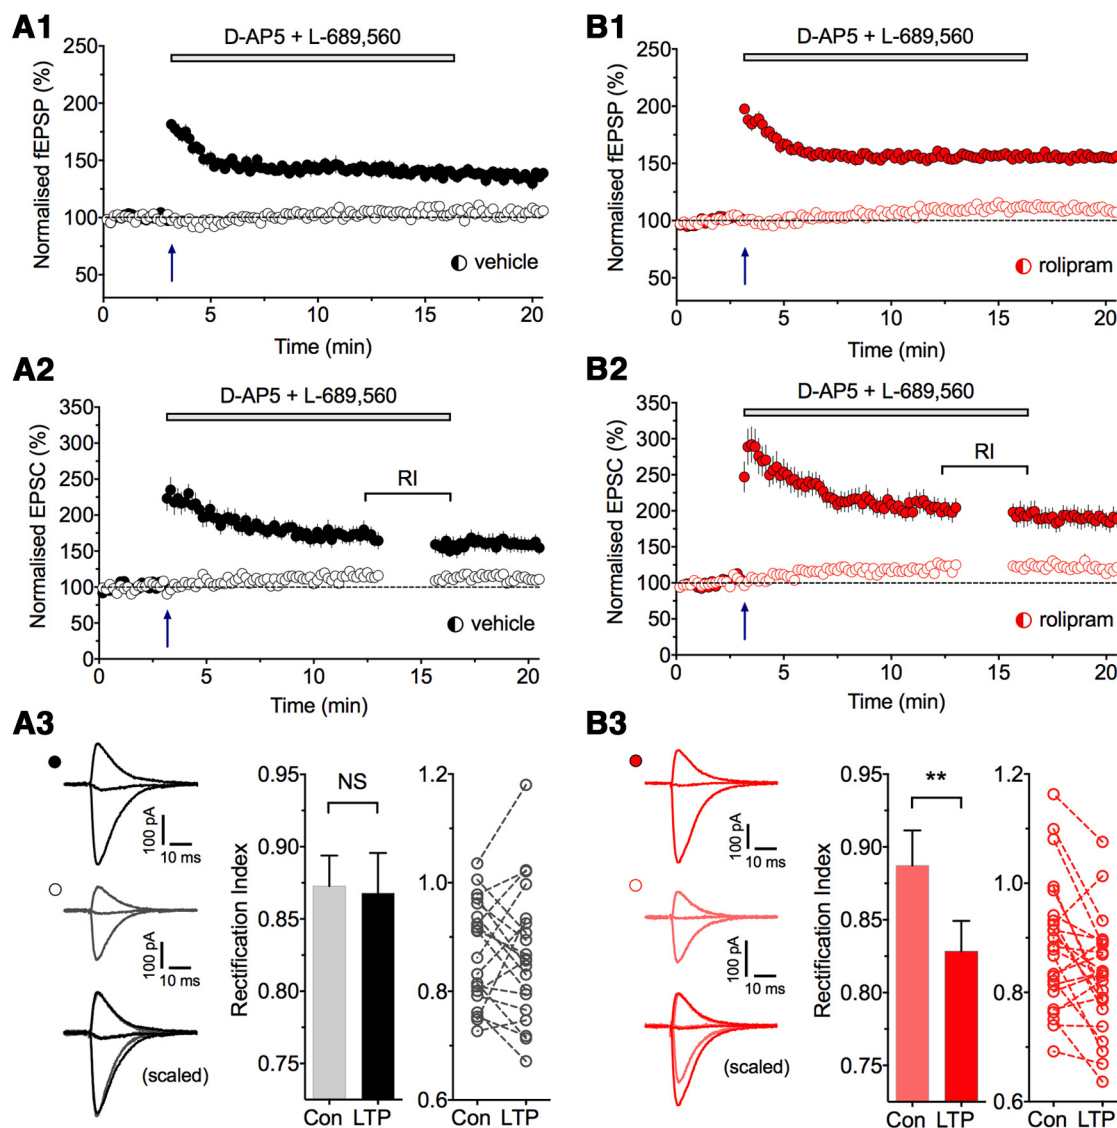 A1
D-AP5 + L-689,560
Normalised fEPSP (%)
250
200
150
100
50
0
5
10
15
20
Time (min)
vehicle
B1
D-AP5 + L-689,560
Normalised fEPSP (%)
250
200
150
100
50
0
5
10
15
20
Time (min)
rolipram
A2
D-AP5 + L-689,560
Normalised EPSC (%)
350
300
250
200
150
100
50
0
RI
0
5
10
15
20
Time (min)
vehicle
B2
D-AP5 + L-689,560
Normalised EPSC (%)
350
300
250
200
150
100
50
0
RI
0
5
10
15
20
Time (min)
rolipram
A3
100 pA
10 ms
100 pA
10 ms
(scaled)
Rectification Index
0.95
0.90
0.85
0.80
0.75
NS
Con LTP
1.2
1.0
0.8
0.6
Con LTP
B3
100 pA
10 ms
100 pA
10 ms
(scaled)
Rectification Index
0.95
0.90
0.85
0.80
0.75
**
Con LTP
1.2
1.0
0.8
0.6
Con LTP